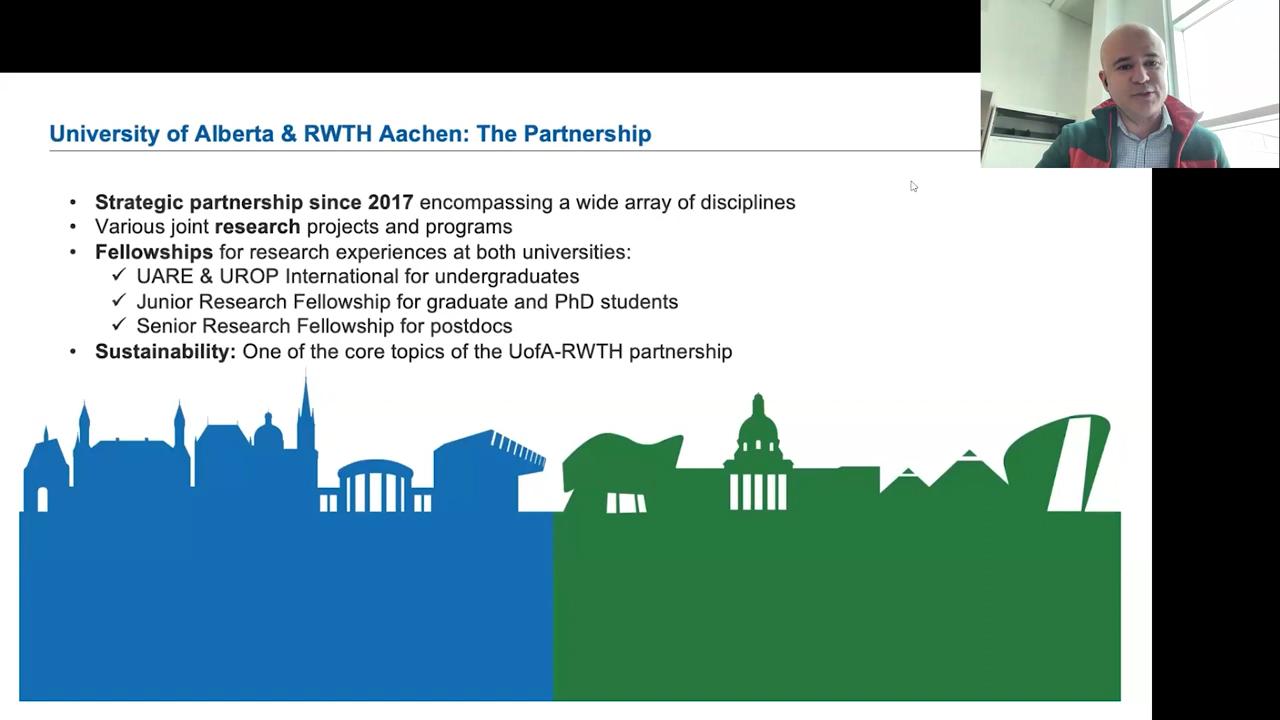 University of Alberta & RWTH Aachen: The Partnership
• Strategic partnership since 2017 encompassing a wide array of disciplines
• Various joint research projects and programs
• Fellowships for research experiences at both universities:
✓ UARE & UROP International for undergraduates
✓ Junior Research Fellowship for graduate and PhD students
✓ Senior Research Fellowship for postdocs
• Sustainability: One of the core topics of the UofA-RWTH partnership